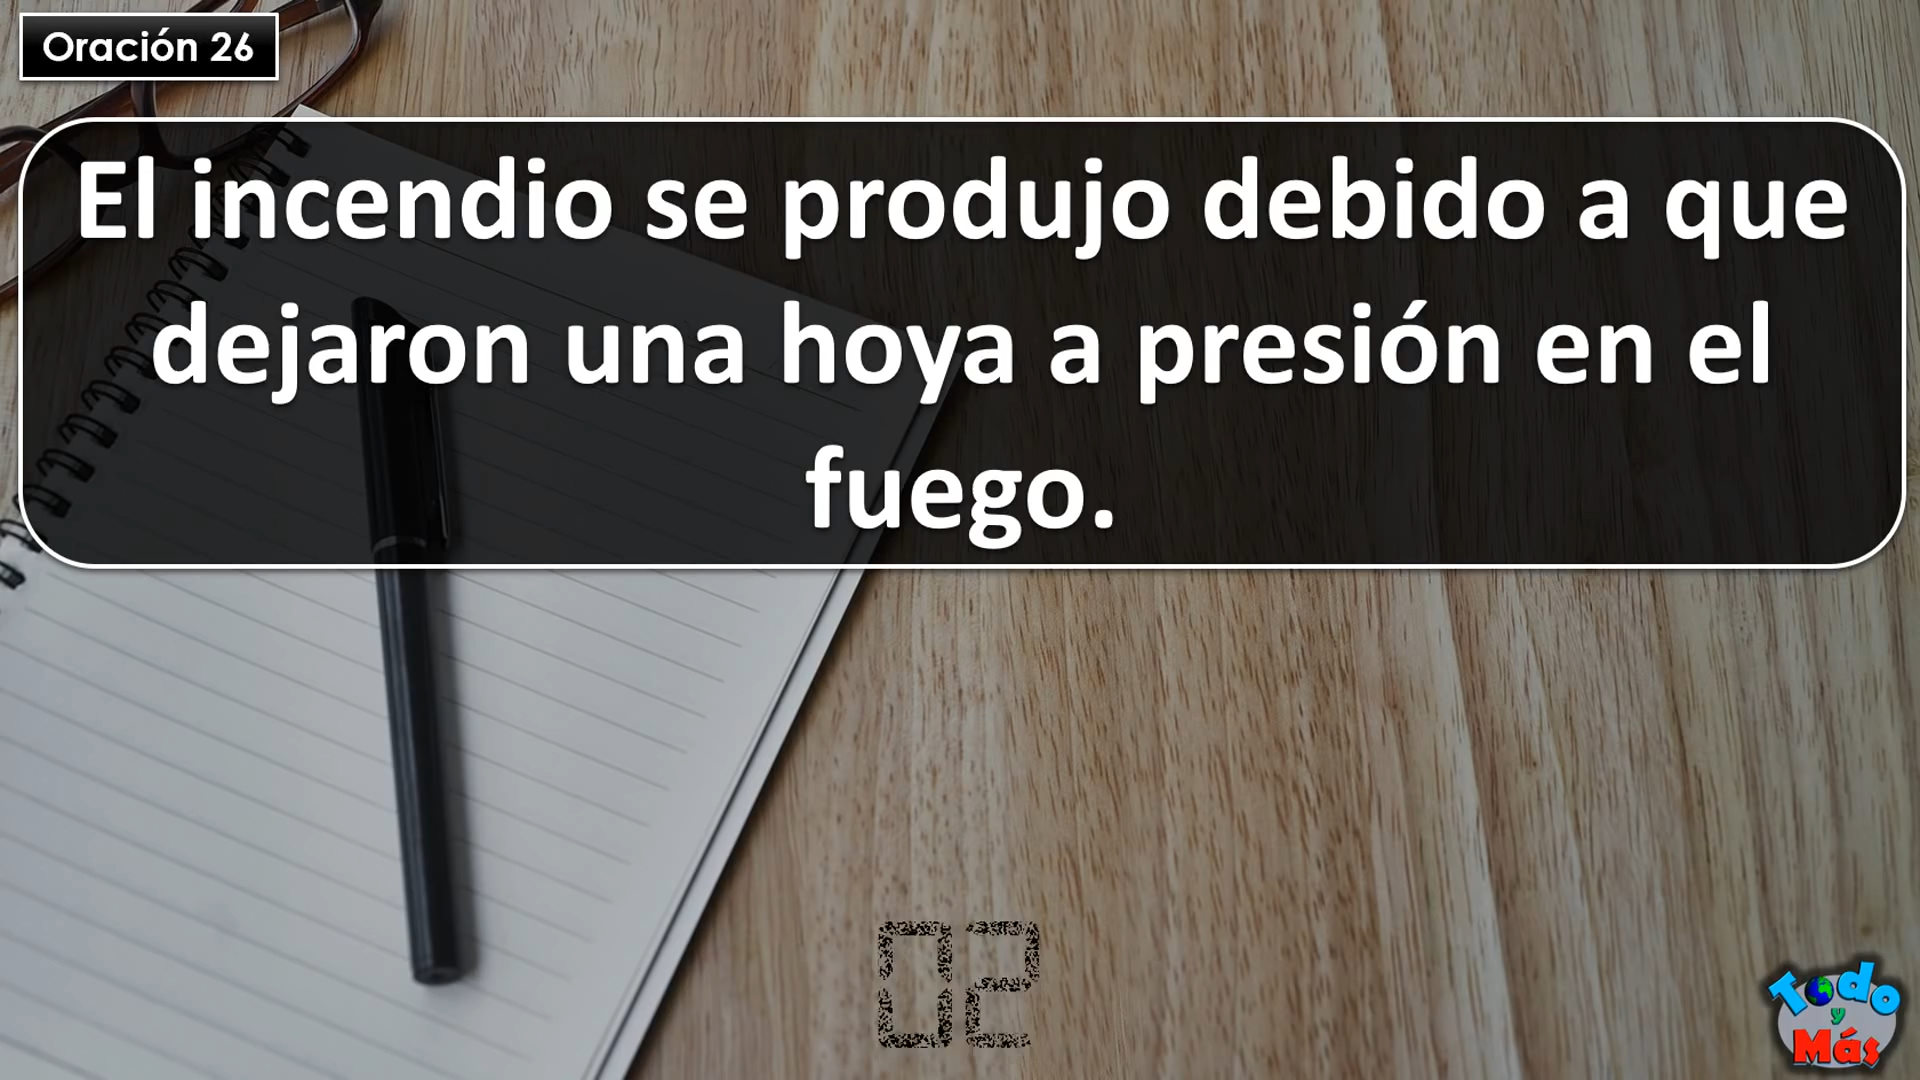 Oración 26
El incendio se produjo debido a que
dejaron una hoya a presión en el
fuego.
02
Todo
y
Más